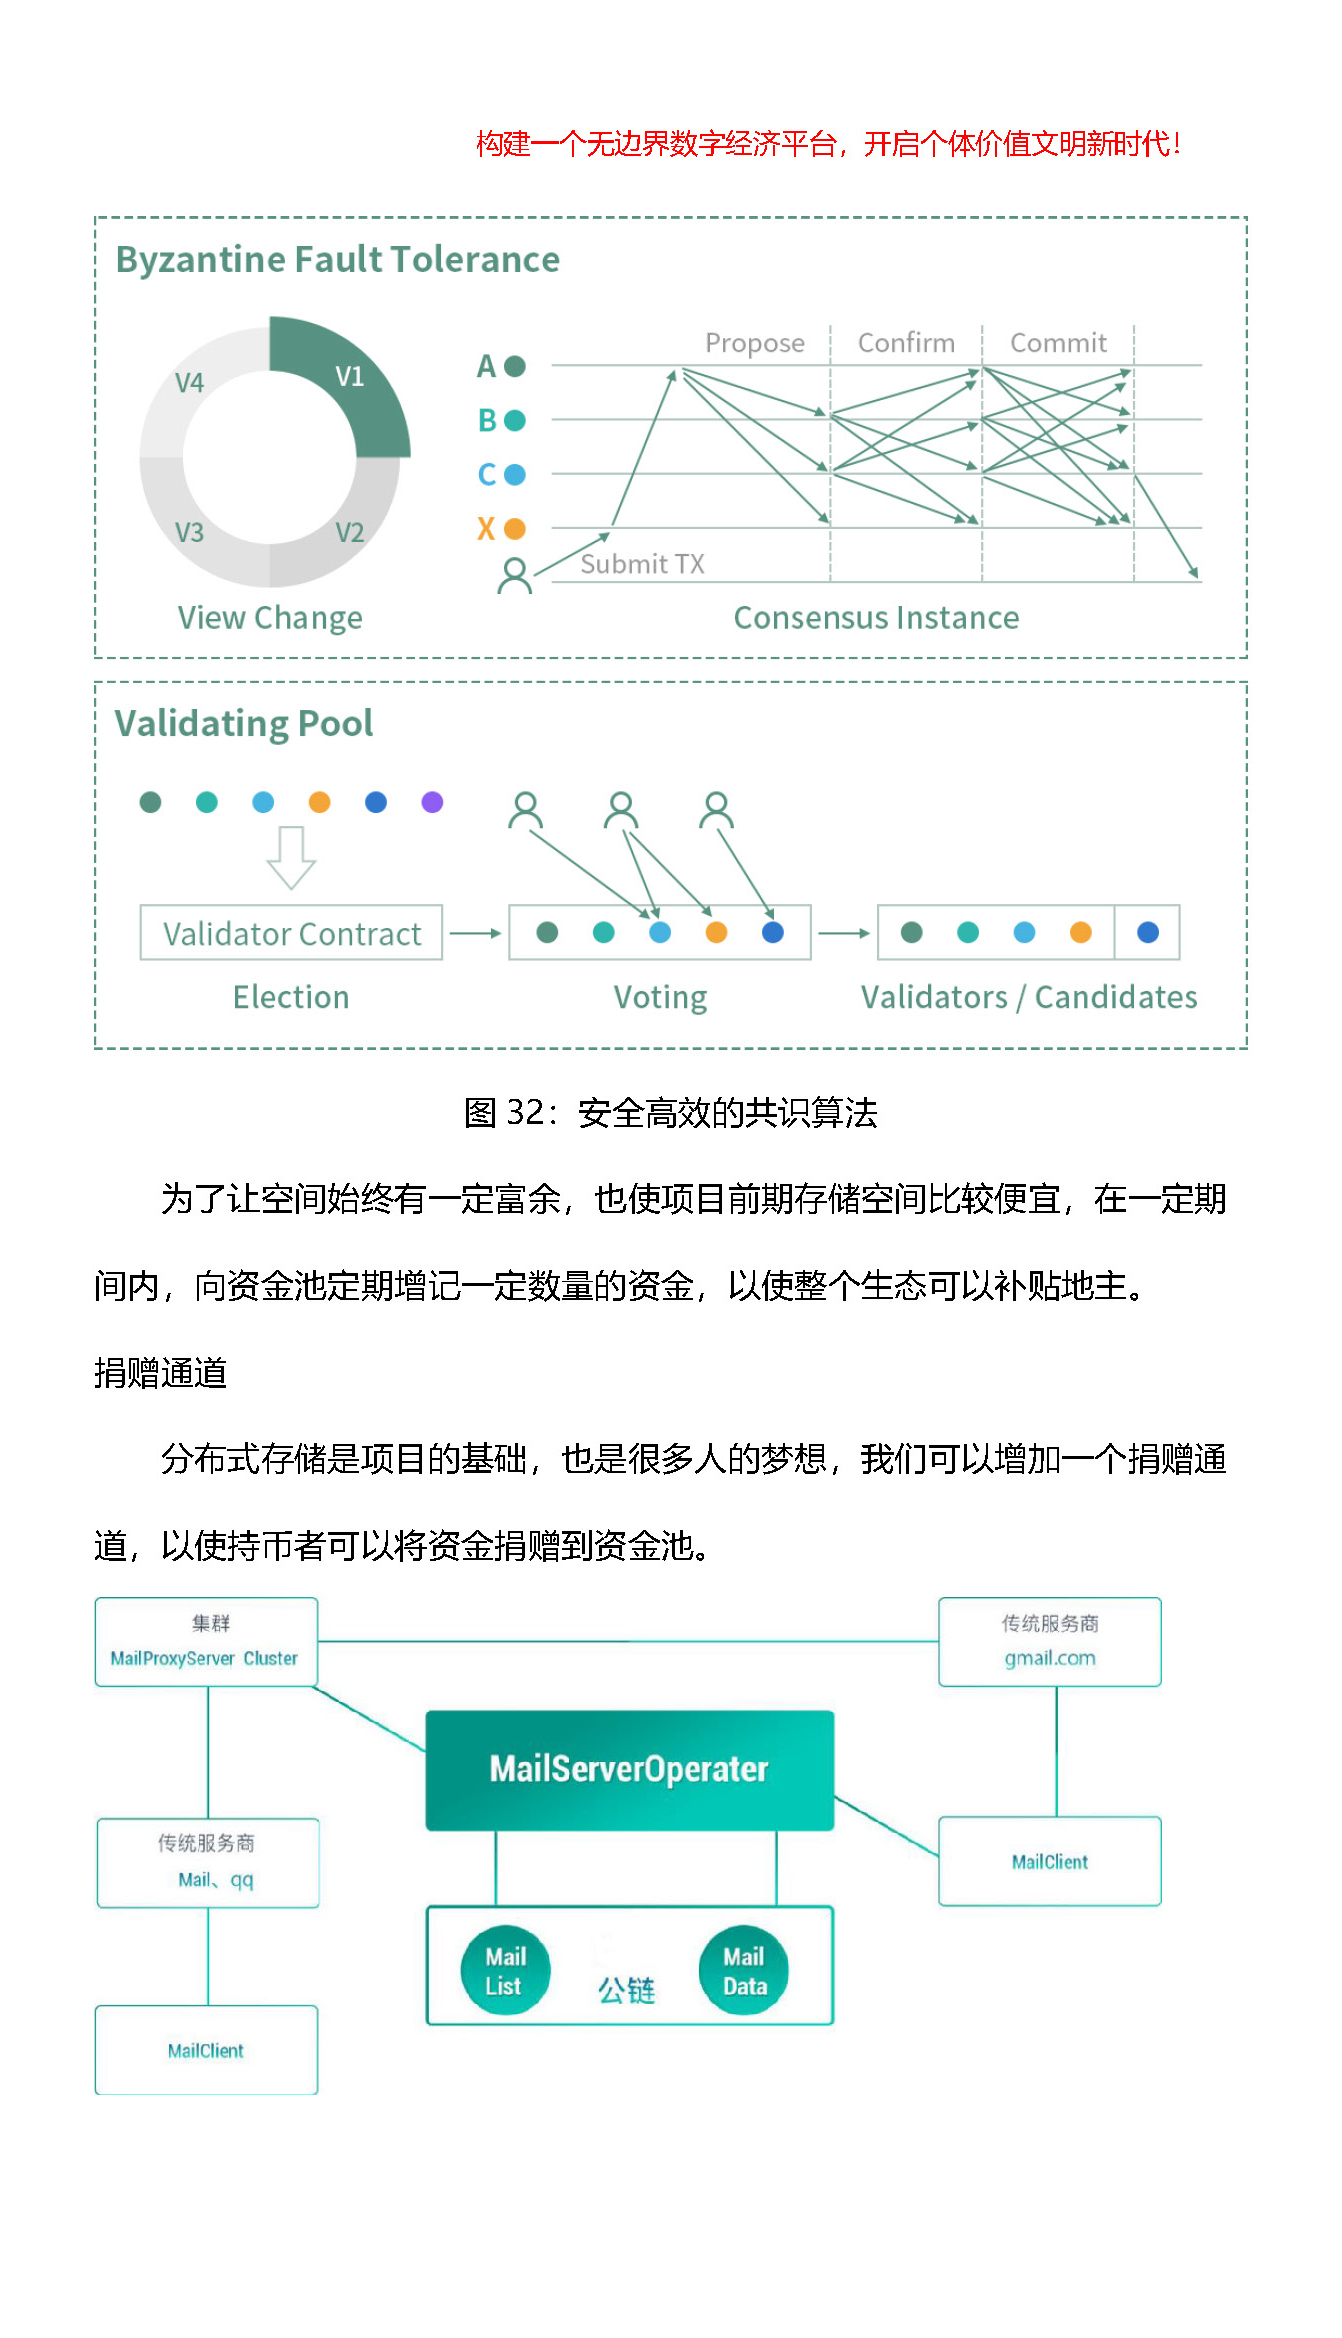 构建一个无边界数字经济平台，开启个体价值文明新时代！
Byzantine Fault Tolerance
V4
V1
V3
V2
View Change
Propose
Confirm
Commit
A
B
C
X
Submit TX
Consensus Instance
Validating Pool
Validator Contract
Election
Voting
Validators / Candidates
图 32：安全高效的共识算法
为了让空间始终有一定富余，也使项目前期存储空间比较便宜，在一定期
间内，向资金池定期增记一定数量的资金，以使整个生态可以补贴地主。
捐赠通道
分布式存储是项目的基础，也是很多人的梦想，我们可以增加一个捐赠通
道，以使持币者可以将资金捐赠到资金池。
集群
MailProxyServer Cluster
传统服务商
gmail.com
MailServerOperater
传统服务商
Mail、qq
MailClient
Mail
List
公链
Mail
Data
MailClient